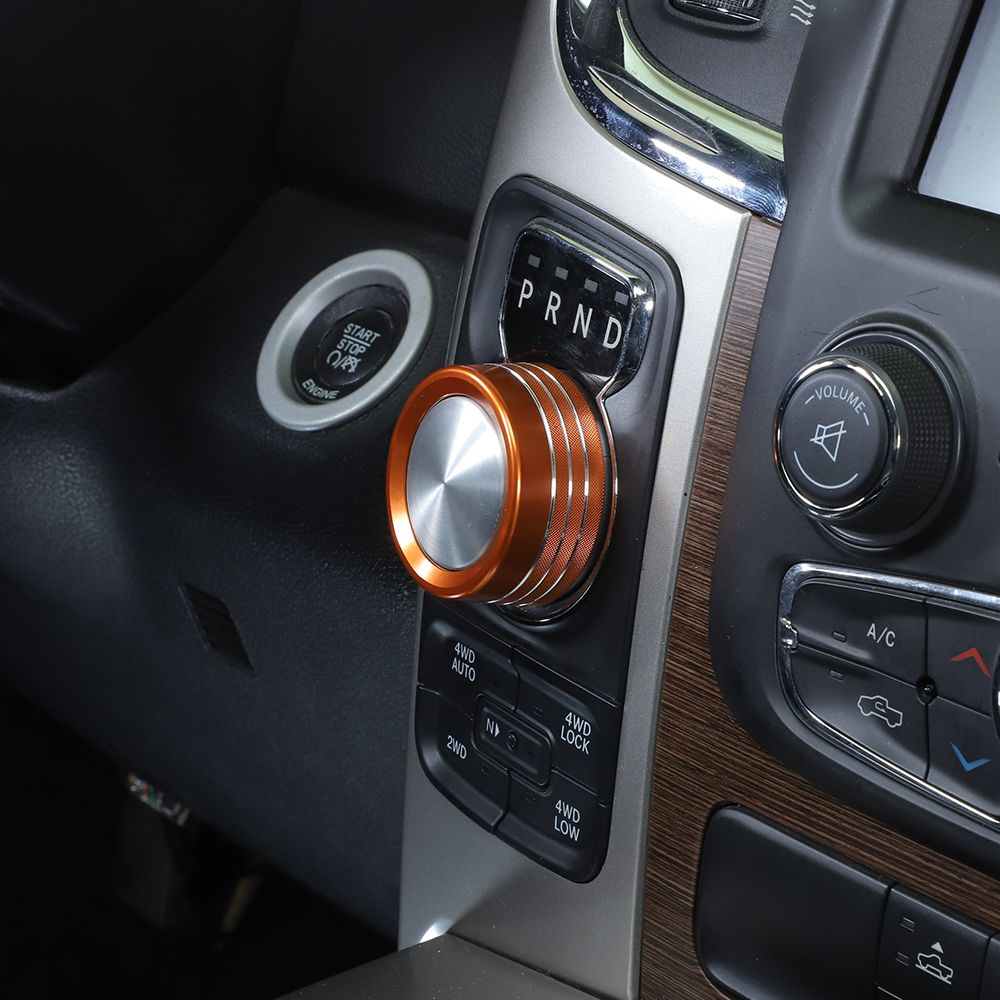 P R N D
START
STOP
ENGINE
VOLUME
A/C
4WD
AUTO
4WD
LOCK
N
2WD
4WD
LOW